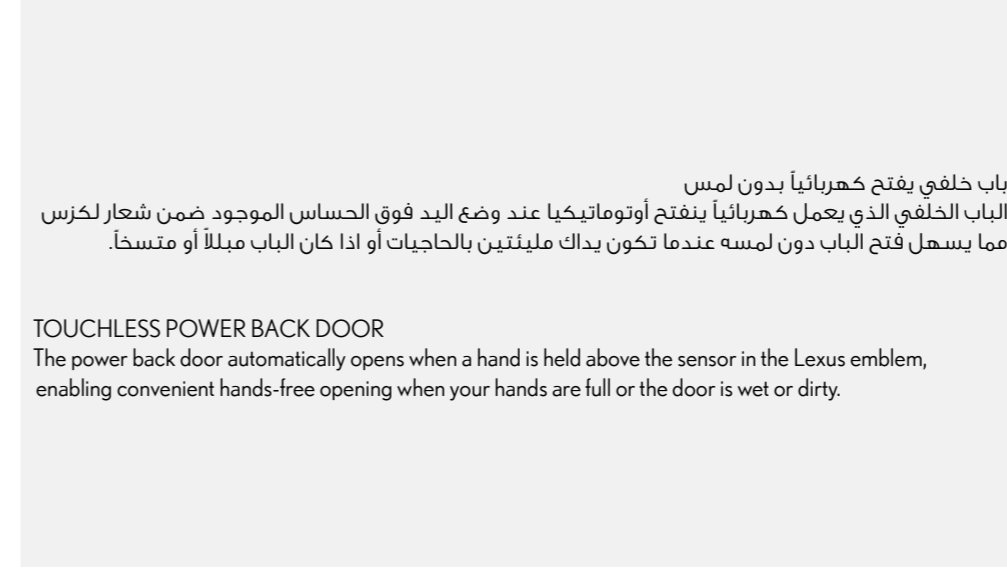 باب خلفي يفتح كهربائياً بدون لمس
الباب الخلفي الذي يعمل كهربائياً ينفتح أوتوماتيكيا عند وضع اليد فوق الحساس الموجود ضمن شعار لكزس
مما يسهل فتح الباب دون لمسه عندما تكون يداك مليئتين بالحاجيات أو اذا كان الباب مبللاً أو متسخاً.
TOUCHLESS POWER BACK DOOR
The power back door automatically opens when a hand is held above the sensor in the Lexus emblem,
enabling convenient hands-free opening when your hands are full or the door is wet or dirty.